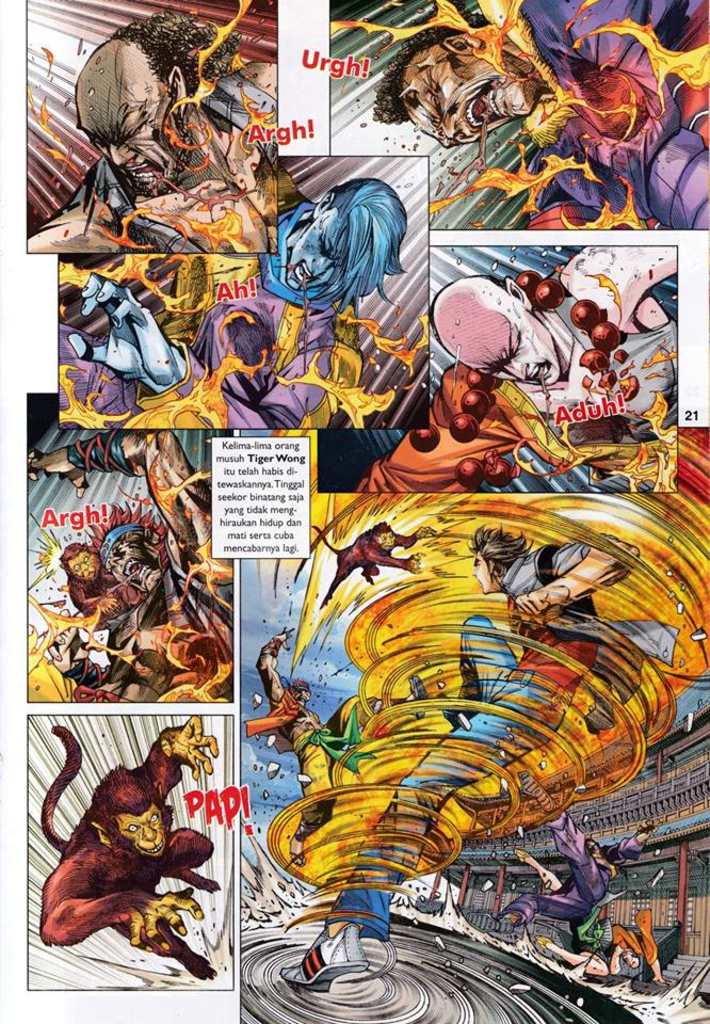 Urgh!
Argh!
Ah!
Aduh!
21
Argh!
Kelima-lima orang
musuh Tiger Wong
itu telah habis di-
tewaskannya. Tinggal
seekor binatang saja
yang tidak meng-
hiraukan hidup dan
mati serta cuba
mencabarnya lagi.
PAP!